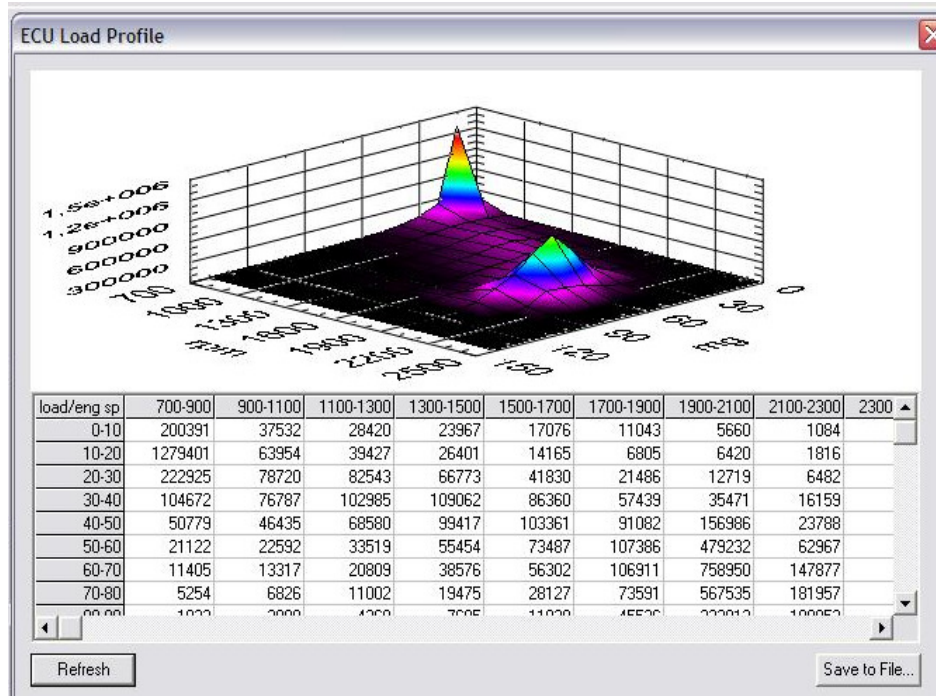 ECU Load Profile
1.5e+006
1.2e+006
900000
600000
300000
700
1000
1300
1600
1900
2200
2500
mg
0
load/eng sp 700-900 900-1100 1100-1300 1300-1500 1500-1700 1700-1900 1900-2100 2100-2300 2300
0-10 200391 37532 28420 23967 17076 11043 5660 1084
10-20 1279401 63954 39427 26401 14165 6805 6420 1816
20-30 222925 78720 82543 66773 41830 21486 12719 6482
30-40 104672 76787 102985 109062 86360 57439 35471 16159
40-50 50779 46435 68580 99417 103361 91082 156986 23788
50-60 21122 22592 33519 55454 73487 107386 479232 62967
60-70 11405 13317 20809 38576 56302 106911 758950 147877
70-80 5254 6826 11002 19475 28127 73591 567535 181957
Refresh
Save to File...